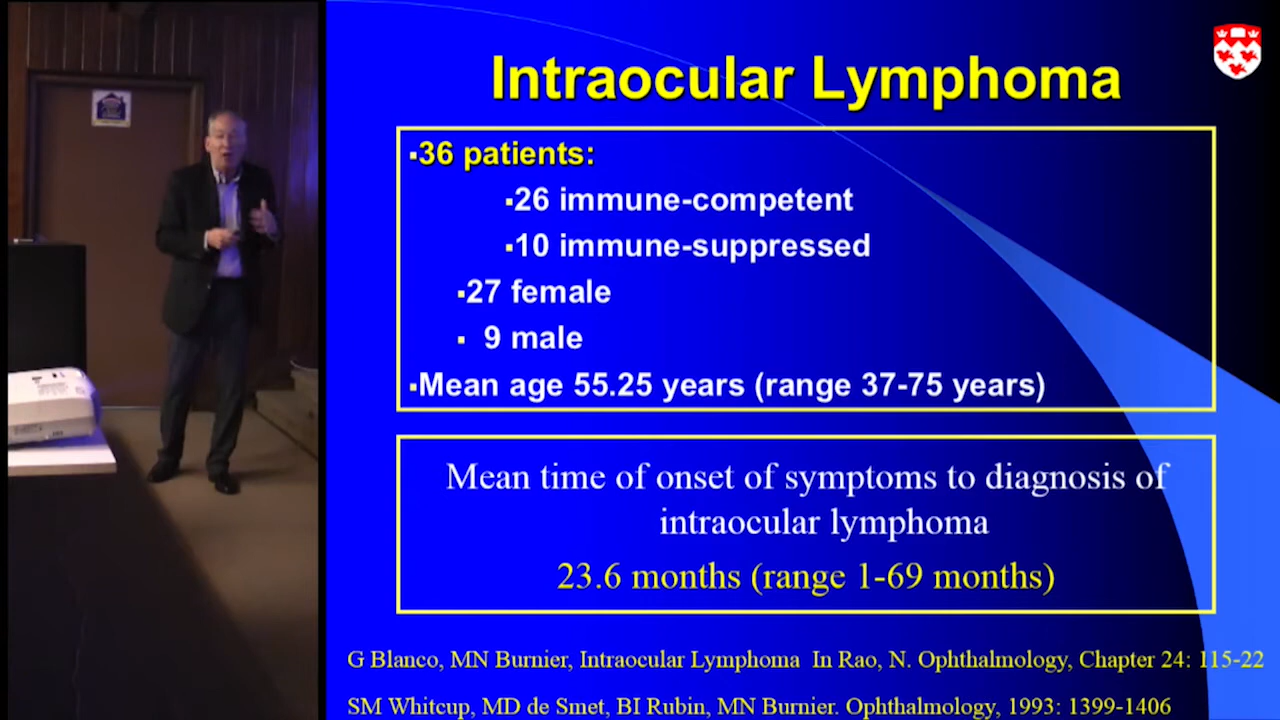 Intraocular Lymphoma
▪36 patients:
▪26 immune-competent
▪10 immune-suppressed
▪27 female
▪ 9 male
▪Mean age 55.25 years (range 37-75 years)
Mean time of onset of symptoms to diagnosis of
intraocular lymphoma
23.6 months (range 1-69 months)
G Blanco, MN Burnier, Intraocular Lymphoma In Rao, N. Ophthalmology, Chapter 24: 115-22
SM Whitcup, MD de Smet, BI Rubin, MN Burnier. Ophthalmology, 1993: 1399-1406